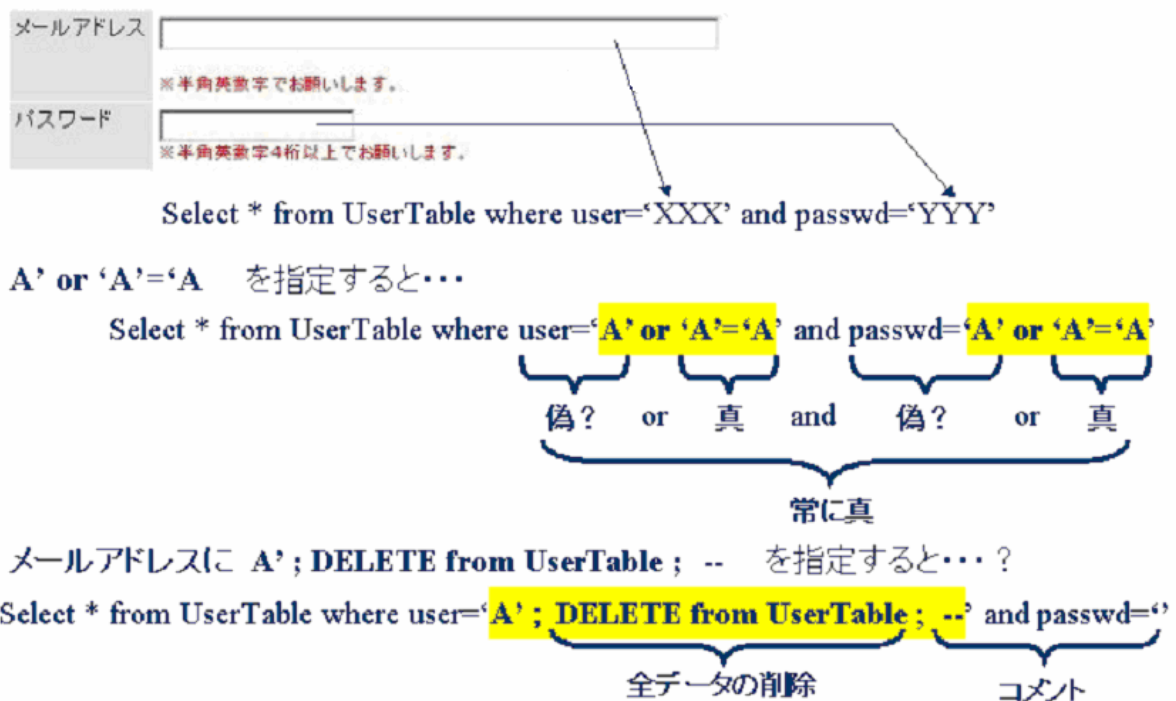 メールアドレス
※半角英数字でお願いします。
パスワード
※半角英数字4桁以上でお願いします。
Select * from UserTable where user=‘XXX’ and passwd=‘YYY’
A’ or ‘A’=‘A を指定すると・・・
Select * from UserTable where user=‘A’ or ‘A’=‘A’ and passwd=‘A’ or ‘A’=‘A’
偽? or 真 and 偽? or 真
常に真
メールアドレスに A’ ; DELETE from UserTable ; -- を指定すると・・・?
Select * from UserTable where user=‘A’ ; DELETE from UserTable ; --’ and passwd=‘’
全データの削除 コメント